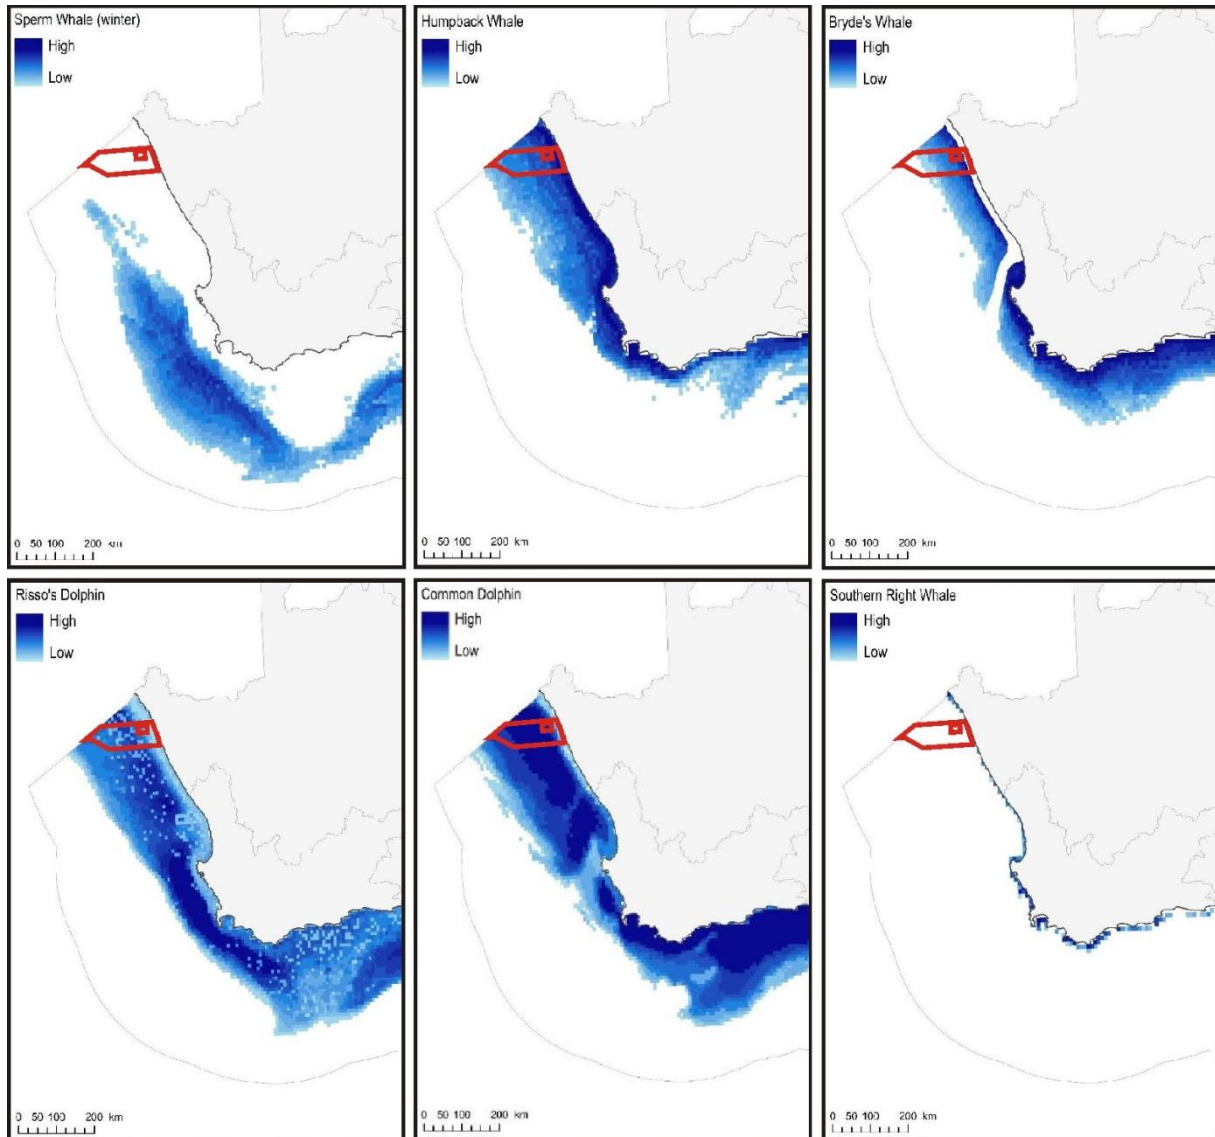 Sperm Whale (winter)
High
Low
0 50 100 200 km
Humpback Whale
High
Low
0 50 100 200 km
Bryde's Whale
High
Low
0 50 100 200 km
Risso's Dolphin
High
Low
0 50 100 200 km
Common Dolphin
High
Low
0 50 100 200 km
Southern Right Whale
High
Low
0 50 100 200 km